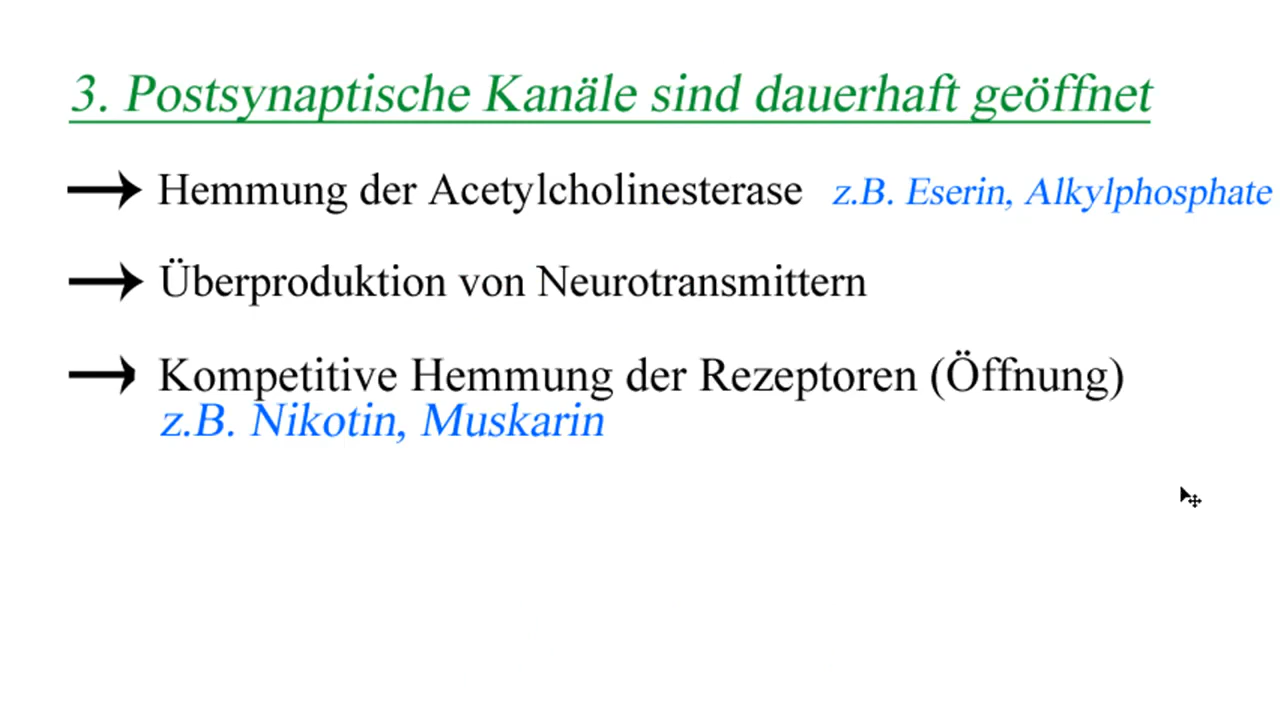 3. Postsynaptische Kanäle sind dauerhaft geöffnet
Hemmung der Acetylcholinesterase z.B. Eserin, Alkylphosphate
Überproduktion von Neurotransmittern
Kompetitive Hemmung der Rezeptoren (Öffnung)
z.B. Nikotin, Muskarin